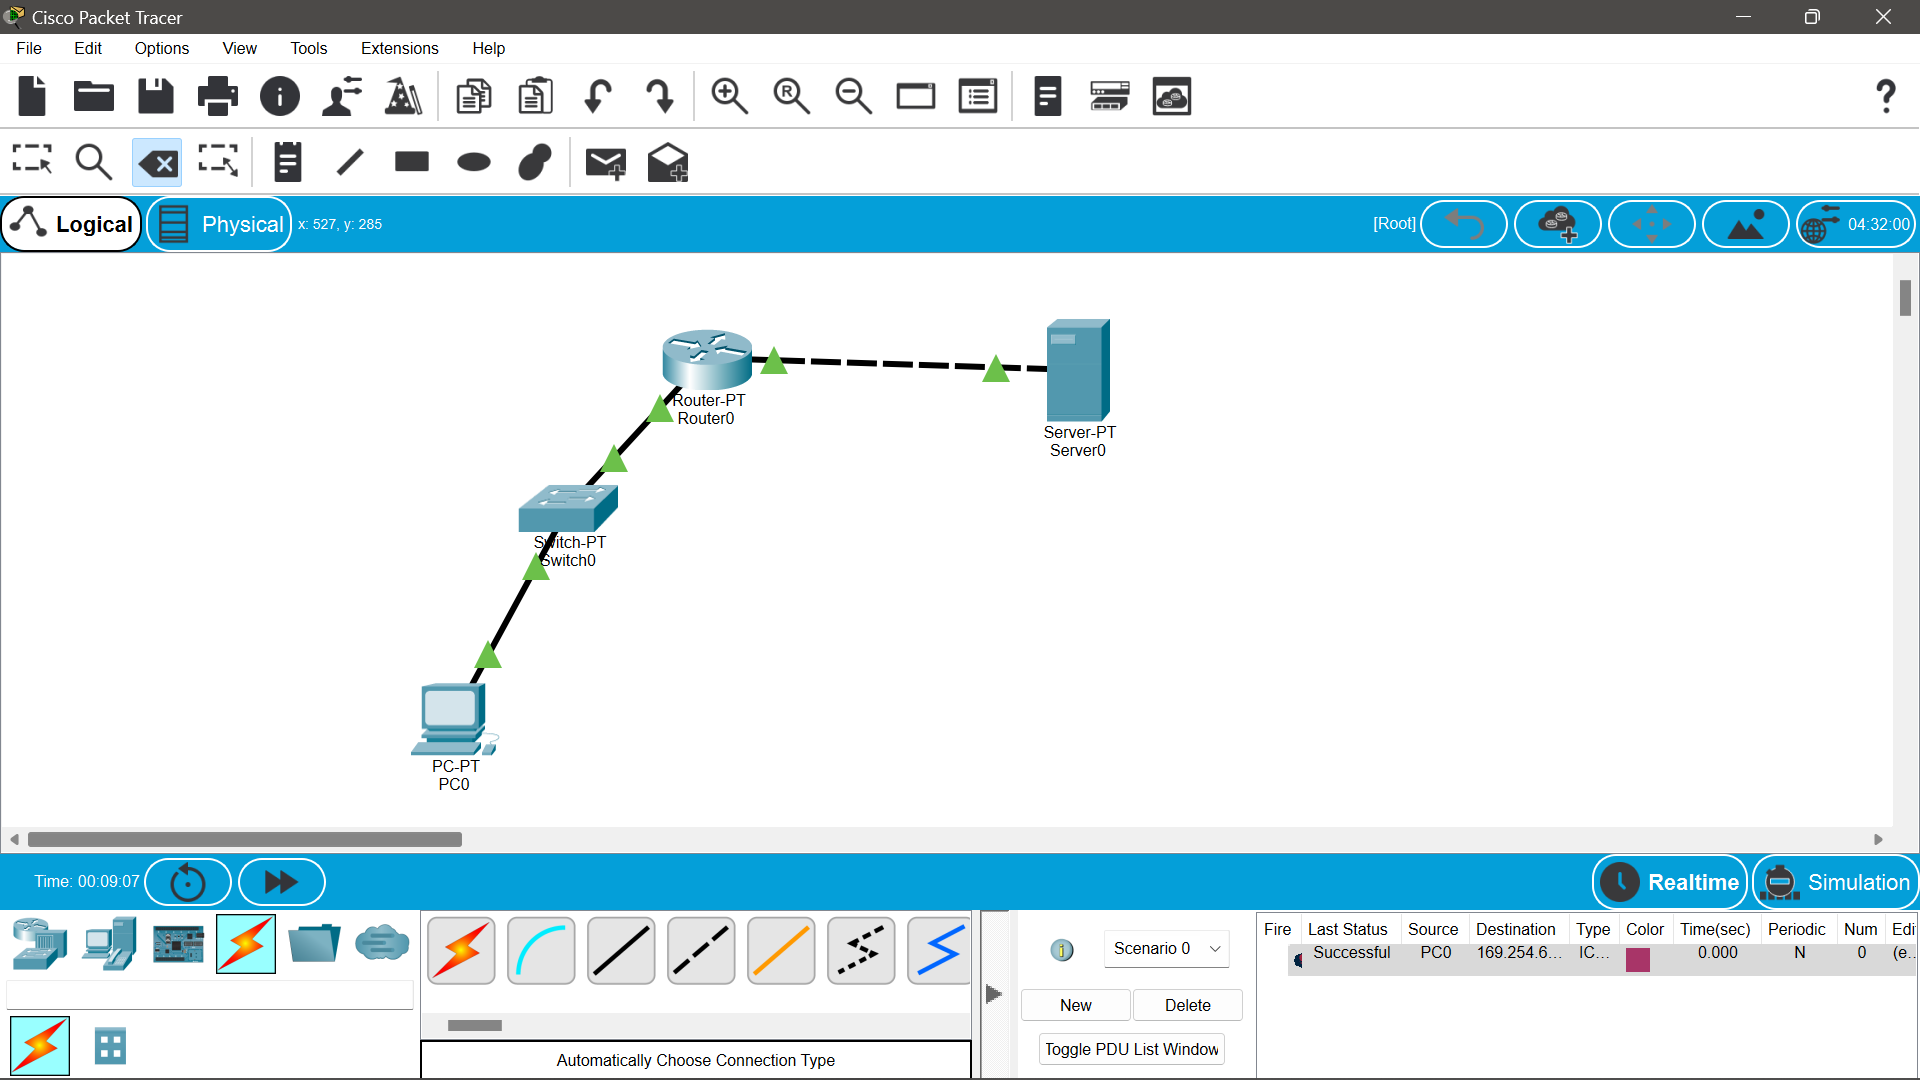 Cisco Packet Tracer
File Edit Options View Tools Extensions Help
Logical Physical x: 527, y: 285 [Root] 04:32:00
Router-PT
Router0
Server-PT
Server0
Switch-PT
Switch0
PC-PT
PC0
Time: 00:09:07 Realtime Simulation
Scenario 0
New Delete
Toggle PDU List Window
Automatically Choose Connection Type
Fire Last Status Source Destination Type Color Time(sec) Periodic Num Edi
Successful PC0 169.254.6... IC... 0.000 N 0 (e...